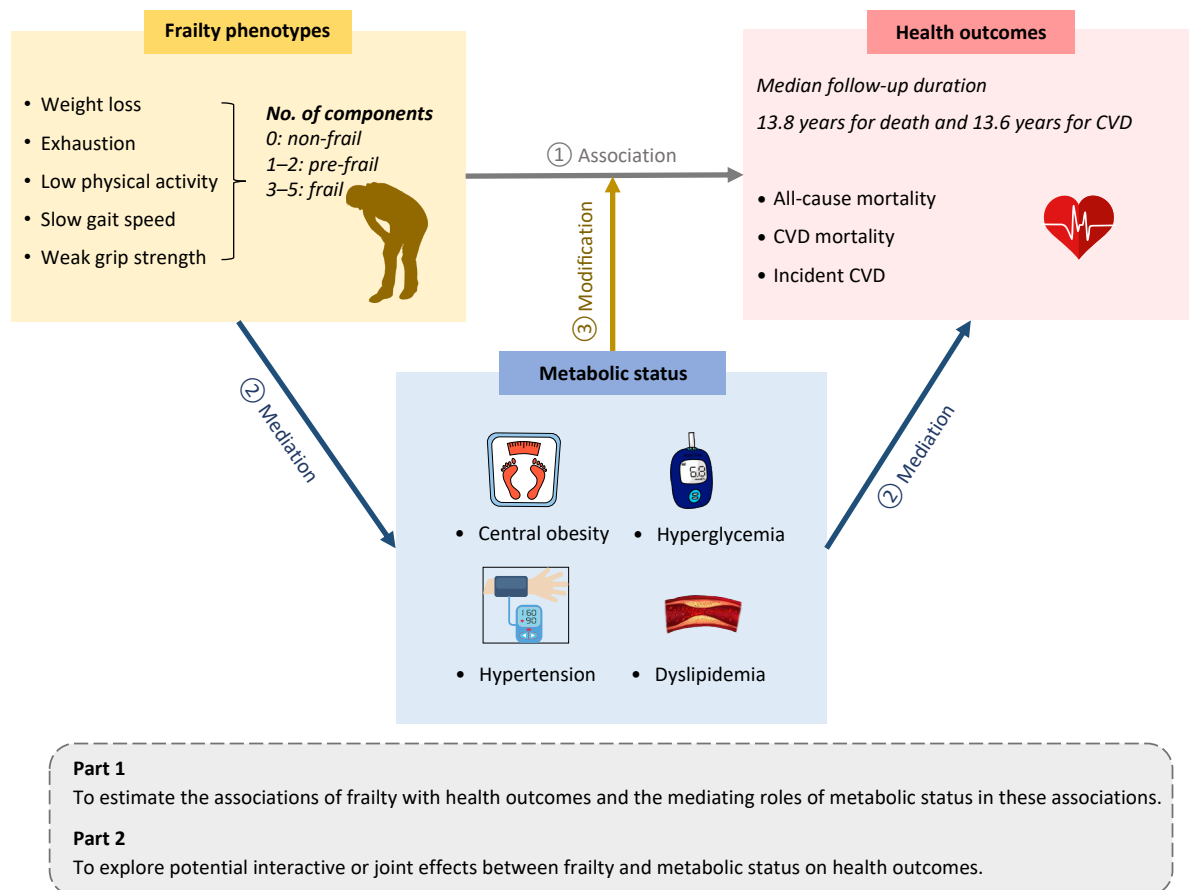 Frailty phenotypes
• Weight loss
• Exhaustion
• Low physical activity
• Slow gait speed
• Weak grip strength
No. of components
0: non-frail
1–2: pre-frail
3–5: frail
① Association
Health outcomes
Median follow-up duration
13.8 years for death and 13.6 years for CVD
• All-cause mortality
• CVD mortality
• Incident CVD
② Mediation
③ Modification
② Mediation
Metabolic status
6.8
• Central obesity
• Hyperglycemia
160
90
• Hypertension
• Dyslipidemia
Part 1
To estimate the associations of frailty with health outcomes and the mediating roles of metabolic status in these associations.
Part 2
To explore potential interactive or joint effects between frailty and metabolic status on health outcomes.